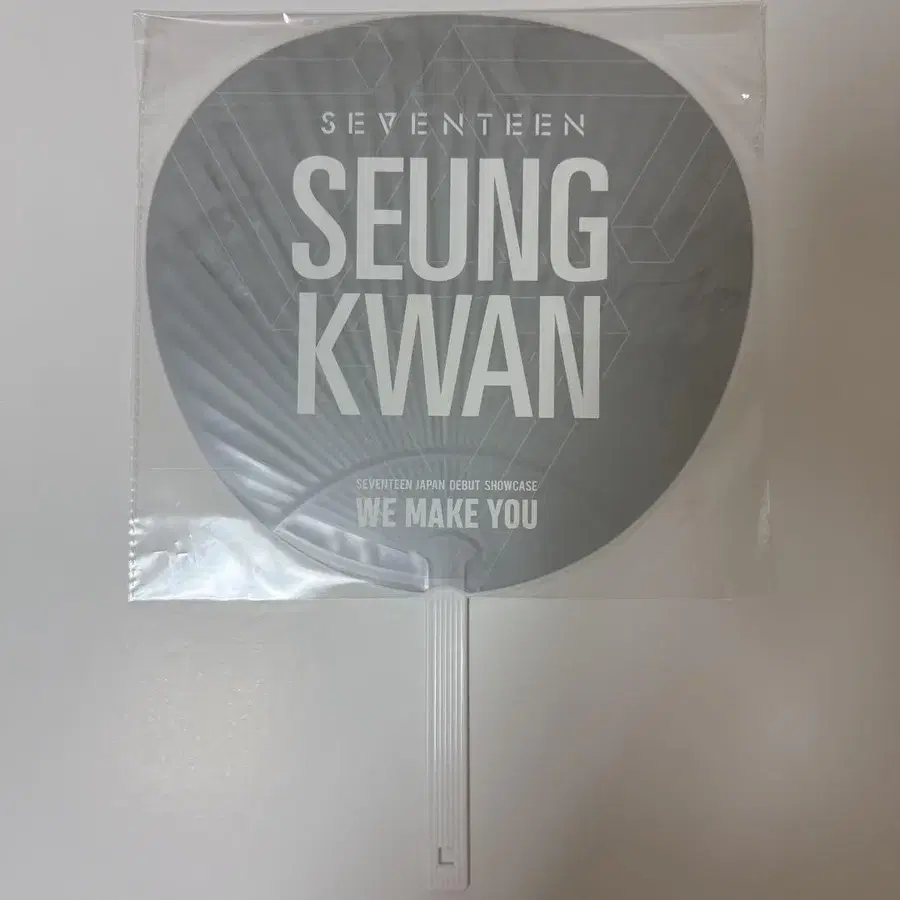 SEVENTEEN
SEUNG
KWAN
SEVENTEEN JAPAN DEBUT SHOWCASE
WE MAKE YOU